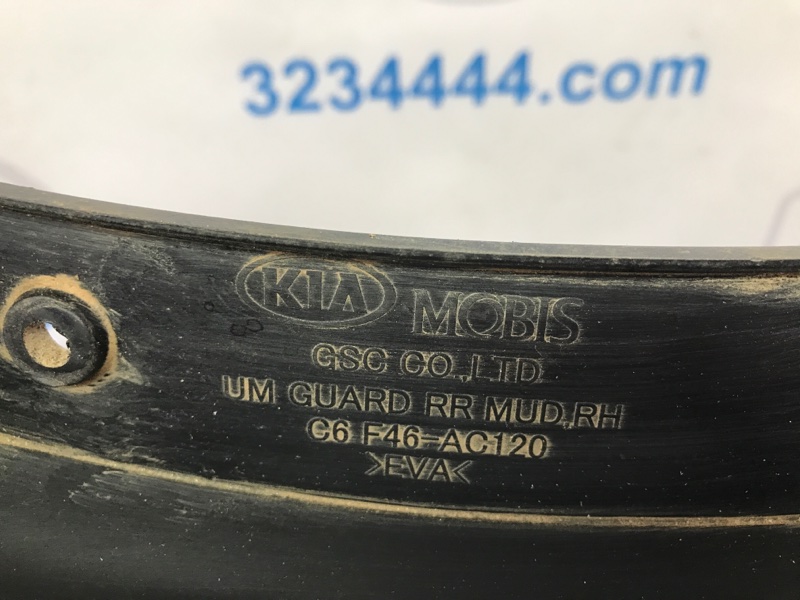 3234444.com
KIA MOBIS
GSC CO.,LTD
UM GUARD RR MUD,RH
C6 F46-AC120
>EVA<